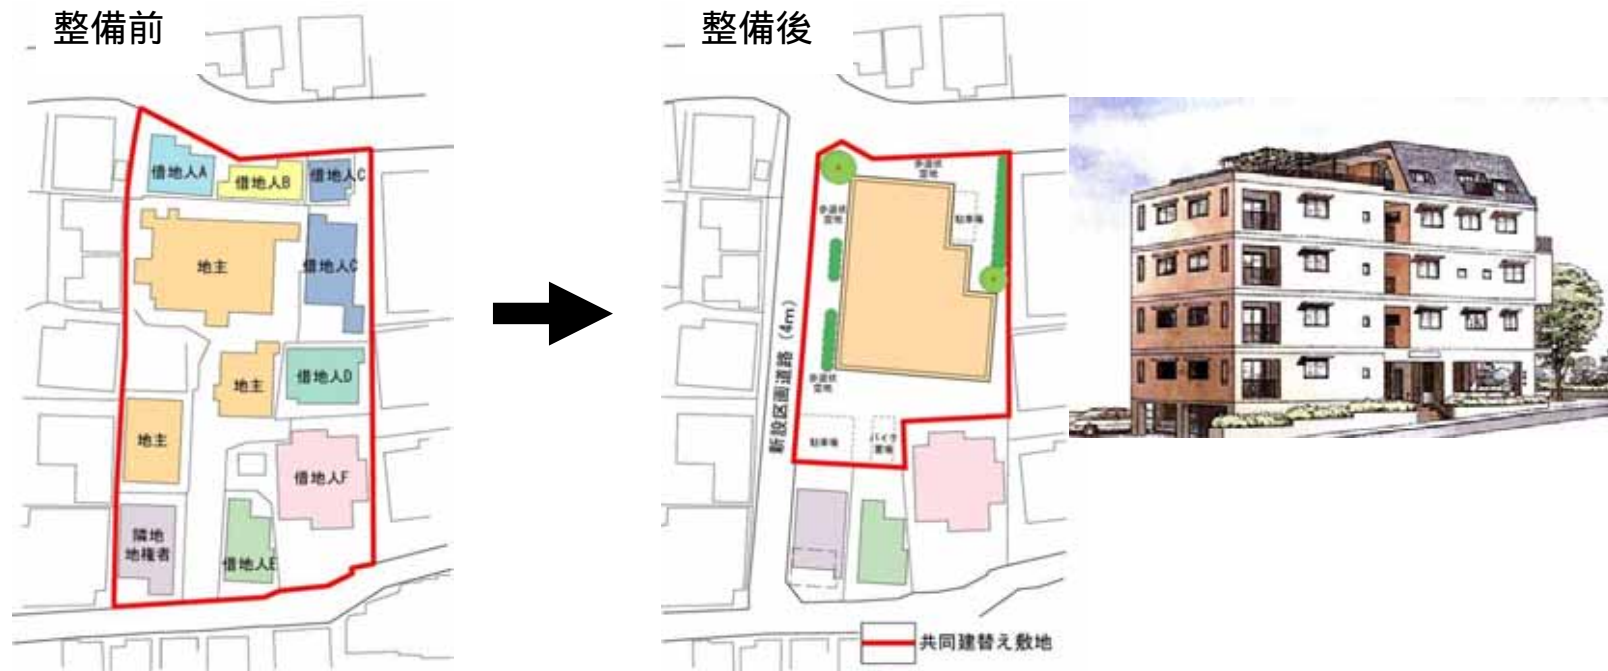 整備前
借地人A
借地人B
借地人C
地主
借地人C
地主
借地人D
地主
借地人F
隣地
地権者
借地人E
整備後
歩道状
空地
歩道状
空地
駐車場
新設区画道路（4m）
歩道状
空地
駐車場
バイク
置場
共同建替え敷地